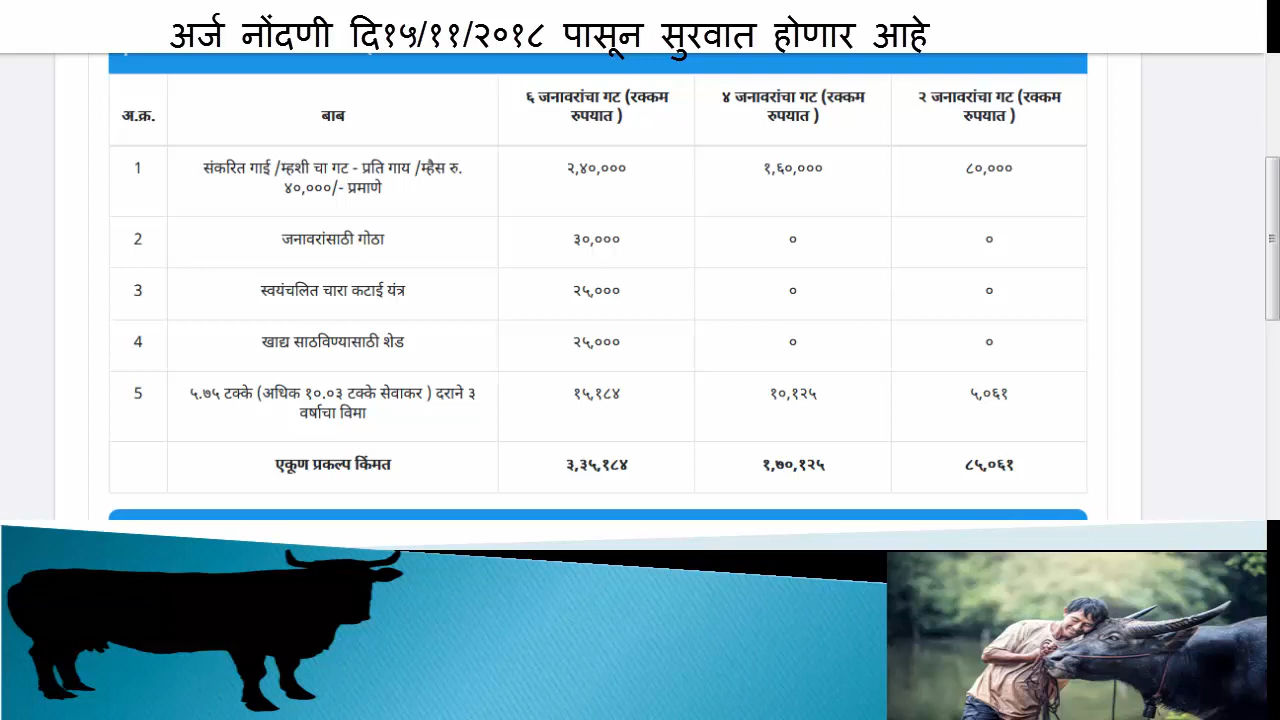 अर्ज नोंदणी दि१५/११/२०१८ पासून सुरवात होणार आहे
अ.क्र. बाब ६ जनावरांचा गट (रक्कम रुपयात ) ४ जनावरांचा गट (रक्कम रुपयात ) २ जनावरांचा गट (रक्कम रुपयात )
1 संकरित गाई /म्हशी चा गट - प्रति गाय /म्हैस रु. ४०,०००/- प्रमाणे २,४०,००० १,६०,००० ८०,०००
2 जनावरांसाठी गोठा ३०,००० ० ०
3 स्वयंचलित चारा कटाई यंत्र २५,००० ० ०
4 खाद्य साठविण्यासाठी शेड २५,००० ० ०
5 ५.७५ टक्के (अधिक १०.०३ टक्के सेवाकर ) दराने ३ वर्षाचा विमा १५,१८४ १०,१२५ ५,०६१
एकूण प्रकल्प किंमत ३,३५,१८४ १,७०,१२५ ८५,०६१